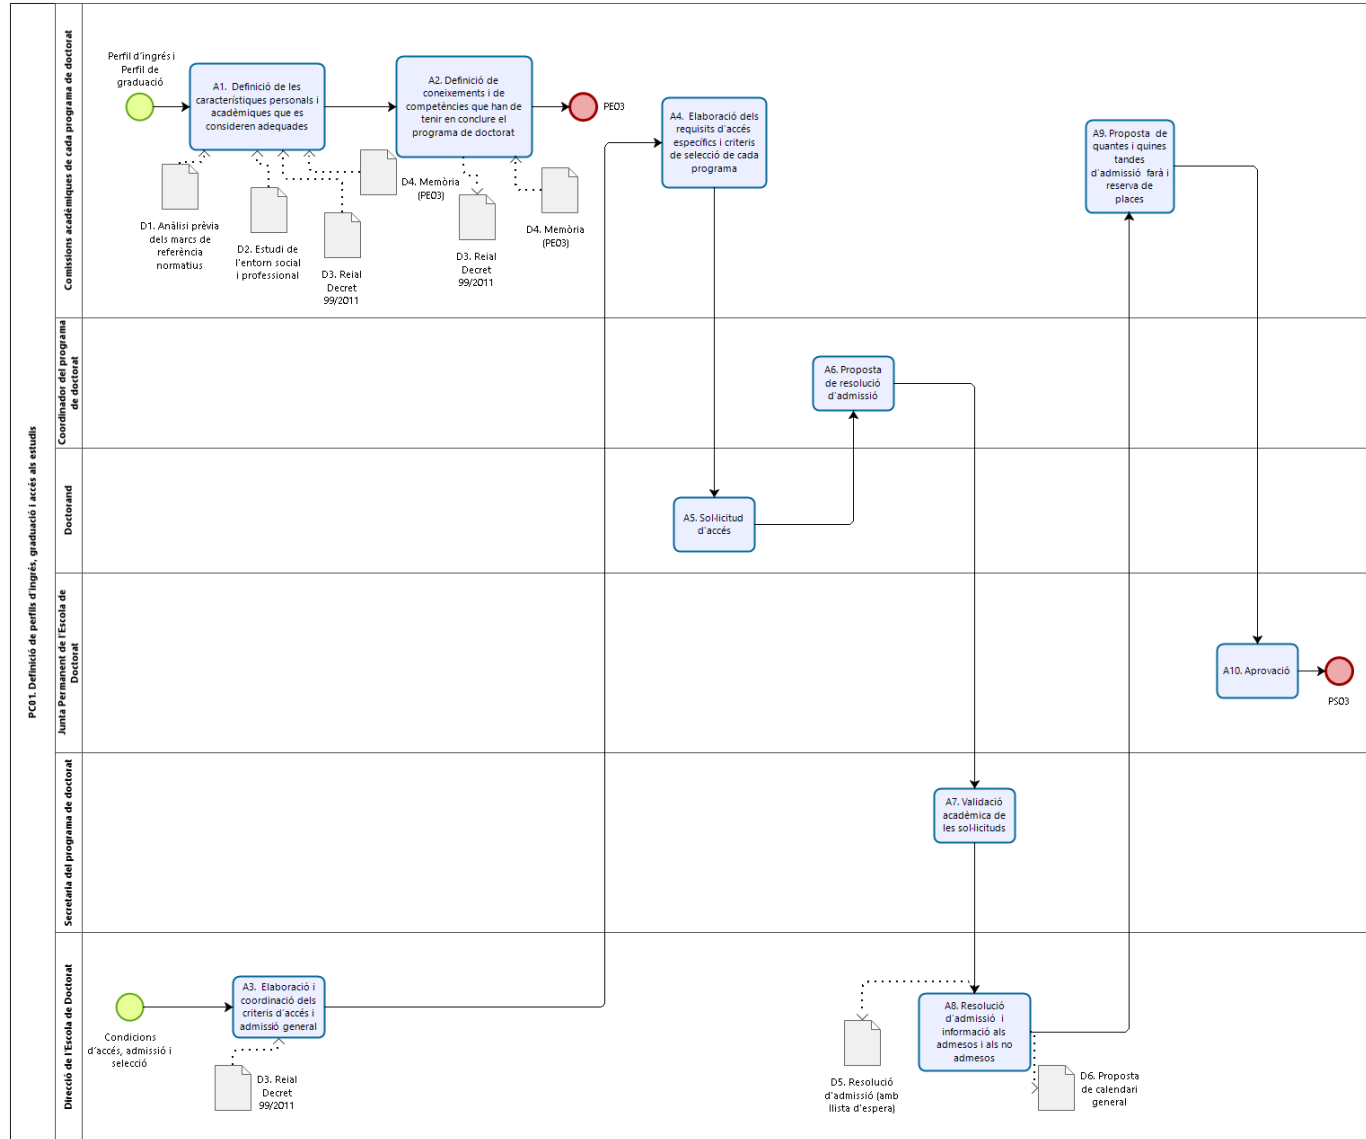 PC01. Definició de perfils d'ingrés, graduació i accés als estudis
Comissions acadèmiques de cada programa de doctorat
Perfil d'ingrés i
Perfil de
graduació
A1. Definició de les
característiques personals i
acadèmiques que es
consideren adequades
A2. Definició de
coneixements i de
competències que han de
tenir en concloure el
programa de doctorat
PE03
D1. Anàlisi prèvia
dels marcs de
referència
normatius
D2. Estudi de
l'entorn social
i professional
D3. Reial
Decret
99/2011
D4. Memòria
(PE03)
D3. Reial
Decret
99/2011
D4. Memòria
(PE03)
A4. Elaboració dels
requisits d'accés
específics i criteris
de selecció de cada
programa
A9. Proposta de
quantes i quines
tandes
d'admissió farà i
reserva de
places
Coordinador del programa
de doctorat
A6. Proposta
de resolució
d'admissió
Doctorand
A5. Sol·licitud
d'accés
Junta Permanent de l'Escola de
Doctorat
A10. Aprovació
PS03
Secretaria del programa de doctorat
A7. Validació
acadèmica de
les sol·licituds
Direcció de l'Escola de Doctorat
Condicions
d'accés, admissió i
selecció
A3. Elaboració i
coordinació dels
criteris d'accés i
admissió general
D3. Reial
Decret
99/2011
A8. Resolució
d'admissió i
informació als
admesos i als no
admesos
D5. Resolució
d'admissió (amb
llista d'espera)
D6. Proposta
de calendari
general